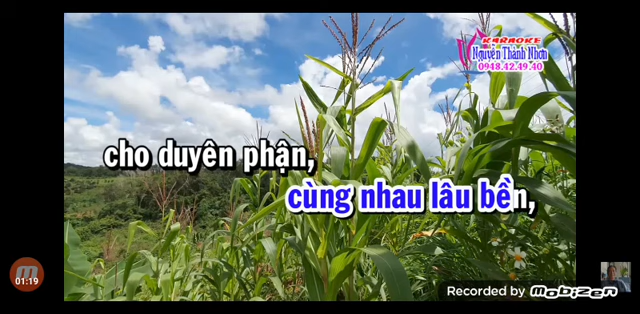 KARAOKE
Nguyễn Thành Nhơn
0948.42.49.40
cho duyên phận,
cùng nhau lâu bền,
01:19
Recorded by MOBIZEN